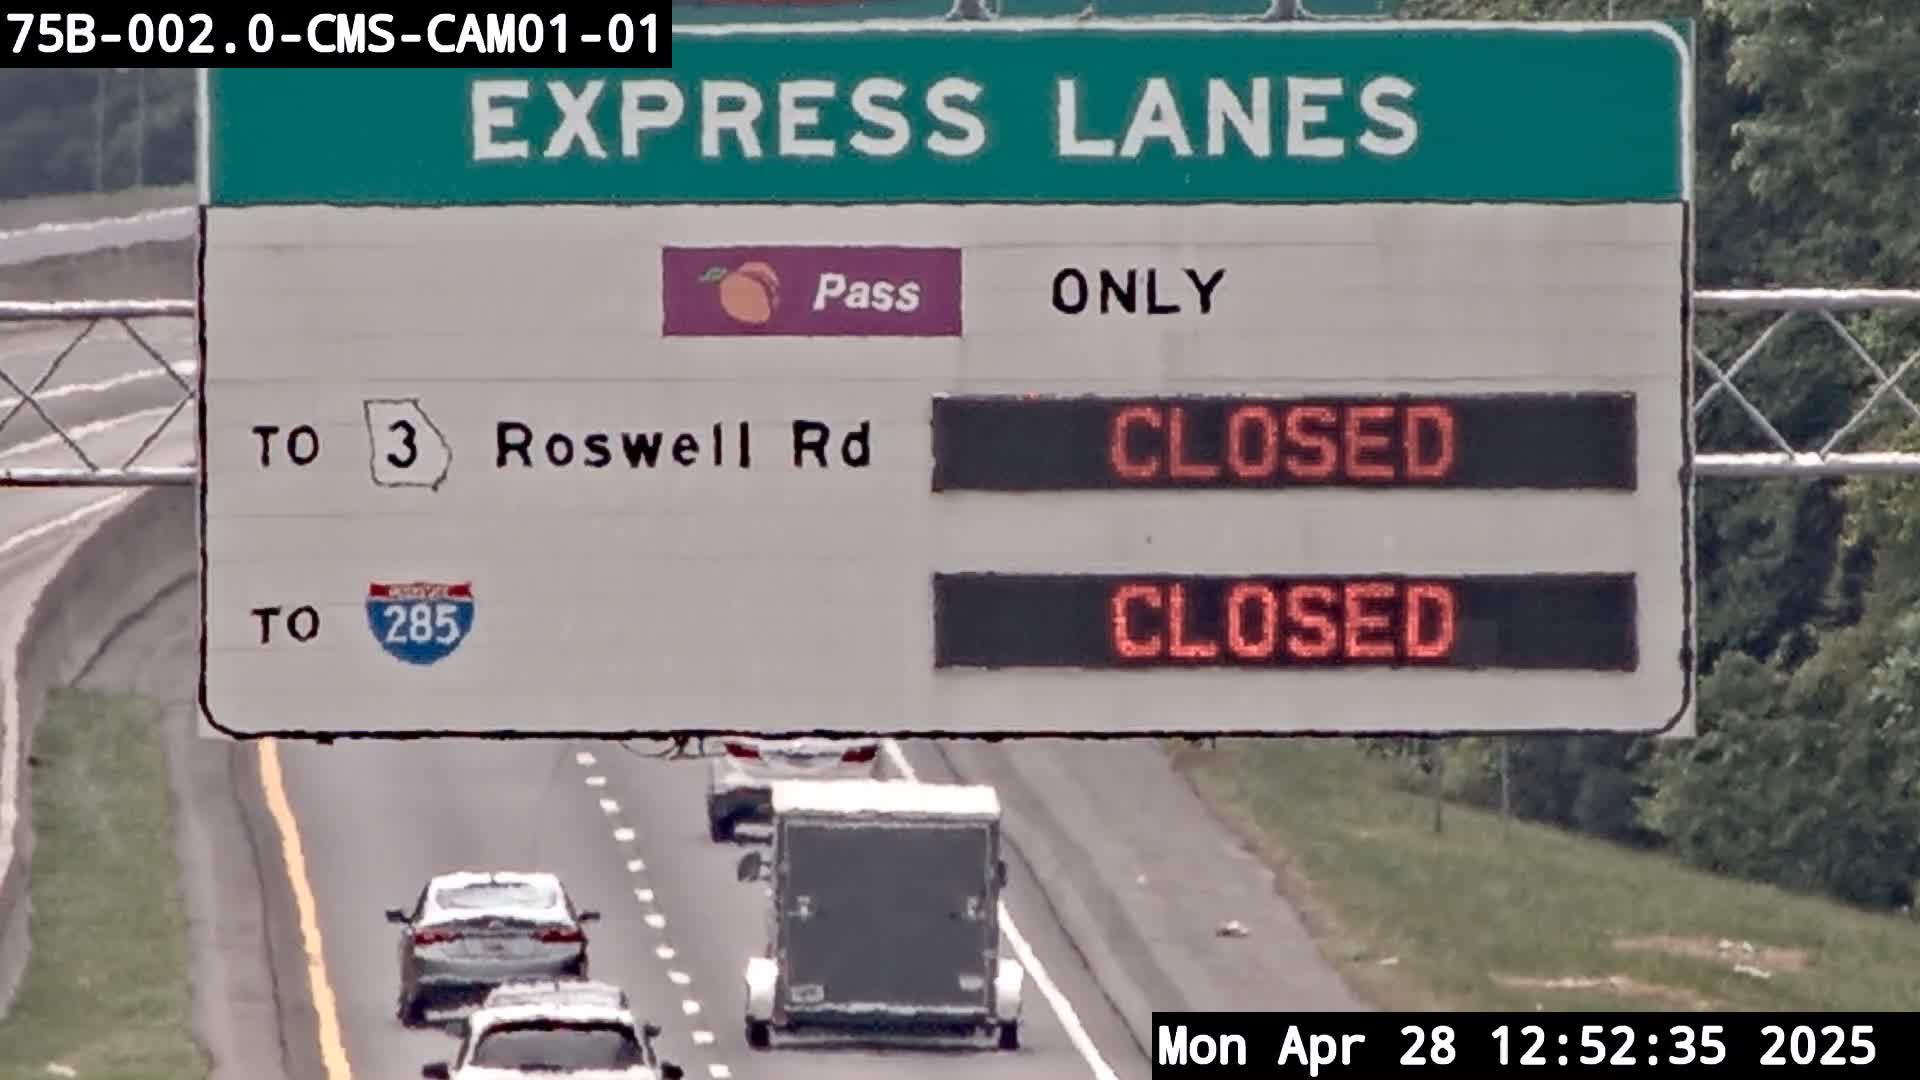 75B-002.0-CMS-CAM01-01
EXPRESS LANES
Pass ONLY
TO 3 Roswell Rd CLOSED
TO 285 CLOSED
Mon Apr 28 12:52:35 2025